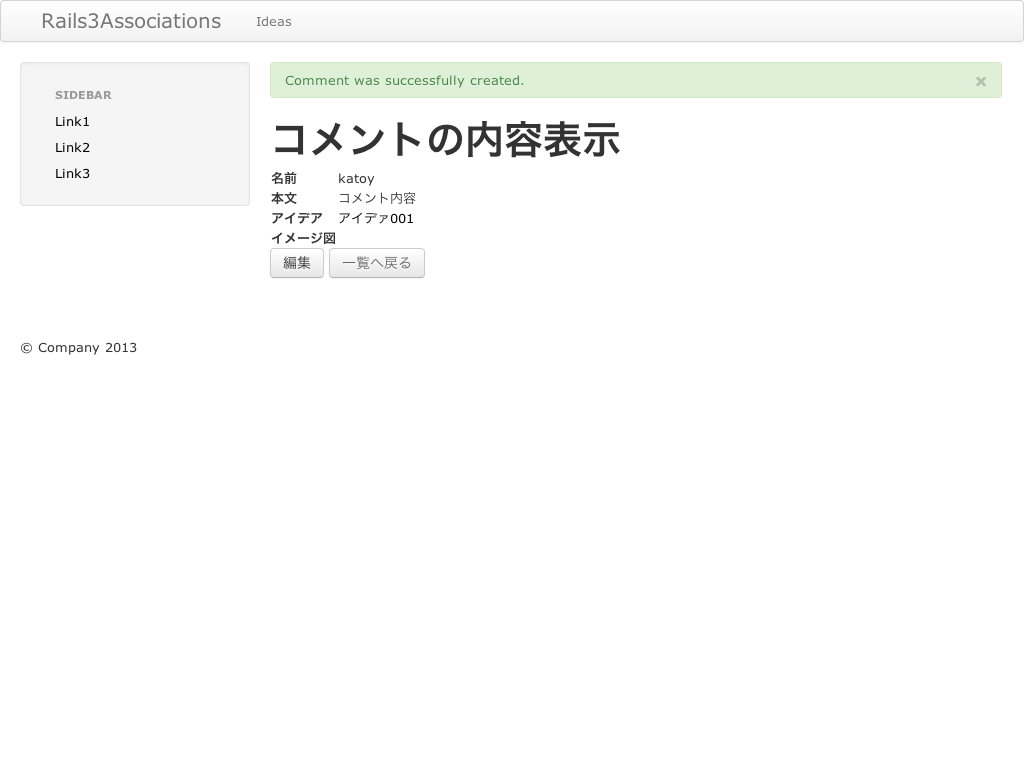 Rails3Associations Ideas
SIDEBAR
Link1
Link2
Link3
Comment was successfully created. ×
コメントの内容表示
名前 katoy
本文 コメント内容
アイデア アイデァ001
イメージ図
編集 一覧へ戻る
© Company 2013